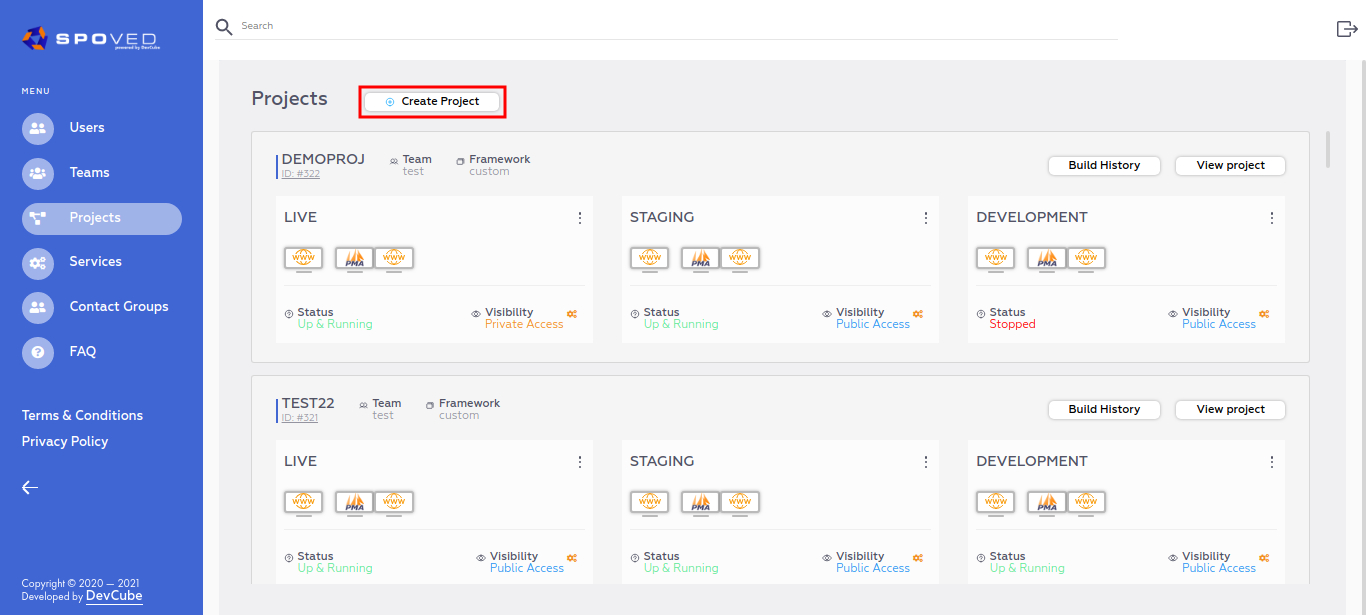 SPOVED
powered by DevCube
MENU
Users
Teams
Projects
Services
Contact Groups
FAQ
Terms & Conditions
Privacy Policy
Copyright © 2020 — 2021
Developed by DevCube
Search
Projects
Create Project
DEMOPROJ
ID: #322
Team
test
Framework
custom
Build History
View project
LIVE
www
PMA
www
Status
Up & Running
Visibility
Private Access
STAGING
www
PMA
www
Status
Up & Running
Visibility
Public Access
DEVELOPMENT
www
PMA
www
Status
Stopped
Visibility
Public Access
TEST22
ID: #321
Team
test
Framework
custom
Build History
View project
LIVE
www
PMA
www
Status
Up & Running
Visibility
Public Access
STAGING
www
PMA
www
Status
Up & Running
Visibility
Public Access
DEVELOPMENT
www
PMA
www
Status
Up & Running
Visibility
Public Access